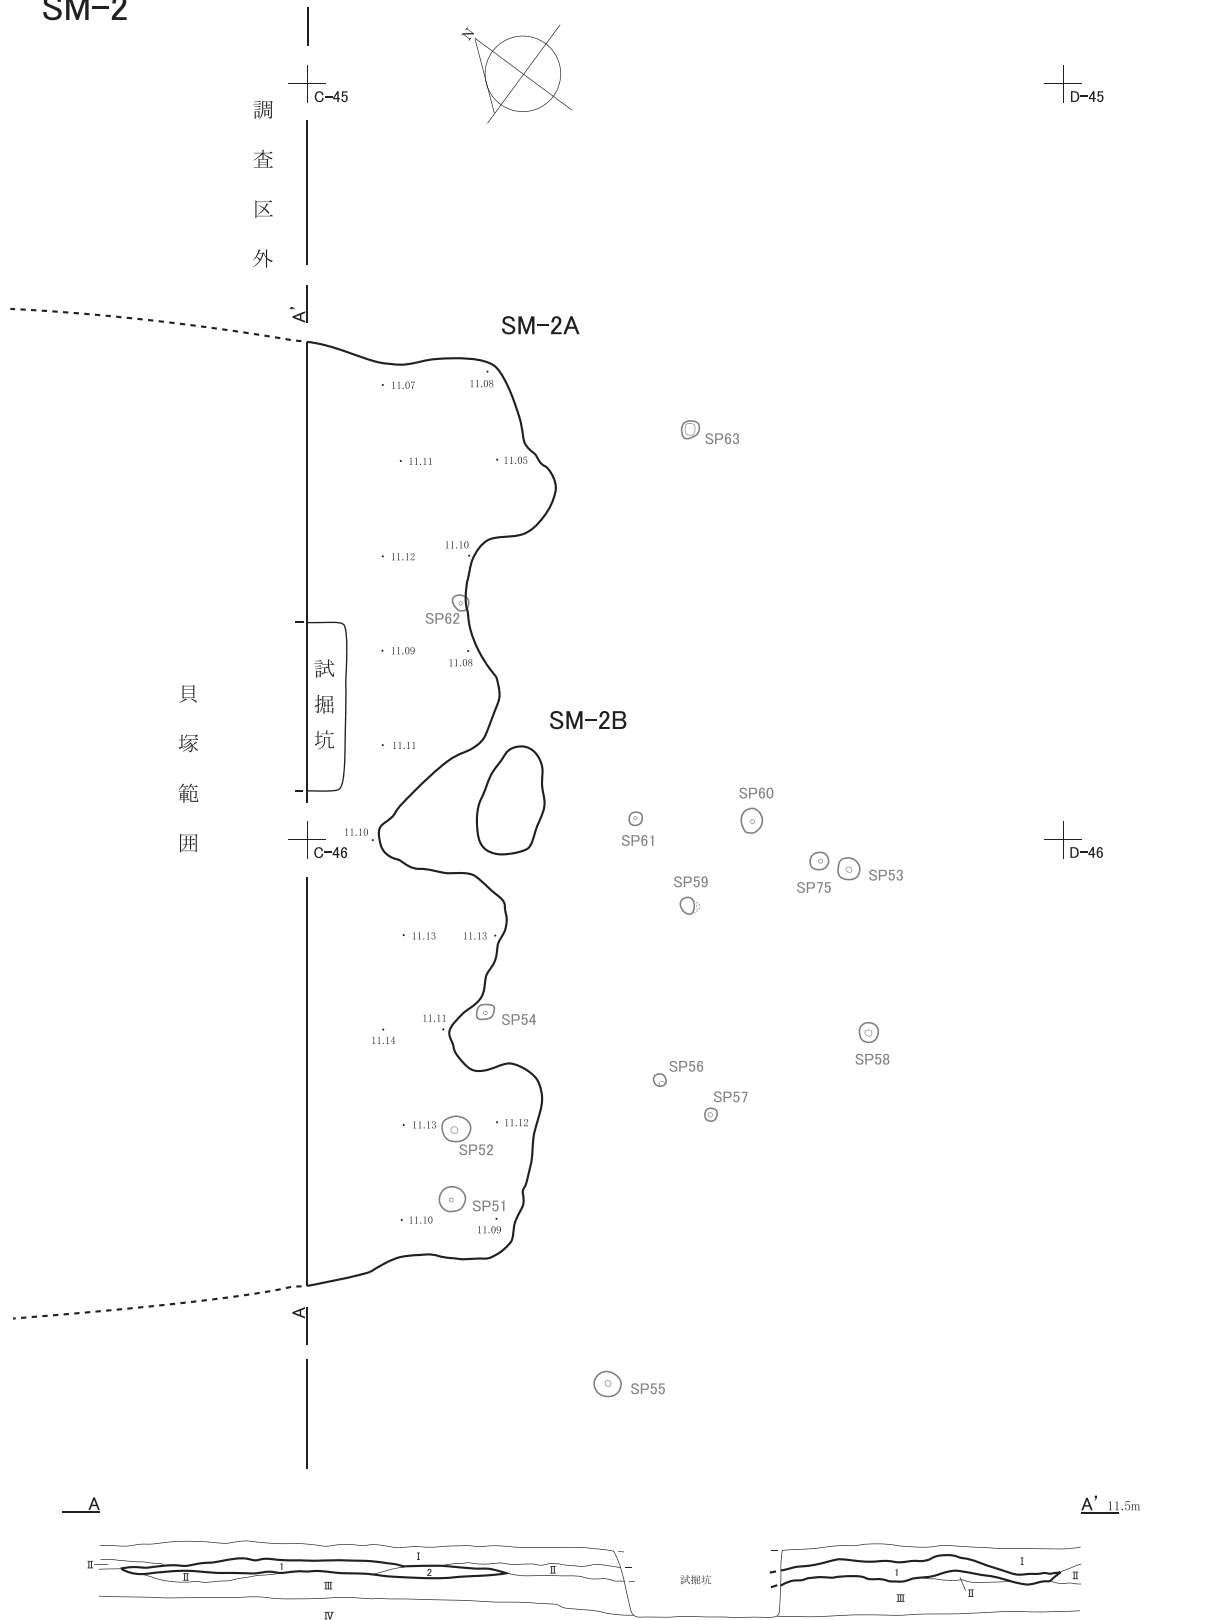 SM-2
N
C-45
D-45
調査区外
A'
SM-2A
11.07
11.08
SP63
11.11
11.05
11.10
11.12
SP62
11.09
11.08
試掘坑
貝塚範囲
SM-2B
11.11
SP60
SP61
11.10
C-46
D-46
SP75
SP53
SP59
11.13
11.13
SP54
11.11
11.14
SP58
SP56
SP57
11.13
11.12
SP52
SP51
11.10
11.09
A
SP55
A
A' 11.5m
Ⅱ
1
Ⅰ
2
Ⅱ
Ⅱ
Ⅲ
Ⅳ
試掘坑
1
Ⅰ
Ⅱ
Ⅱ
Ⅲ